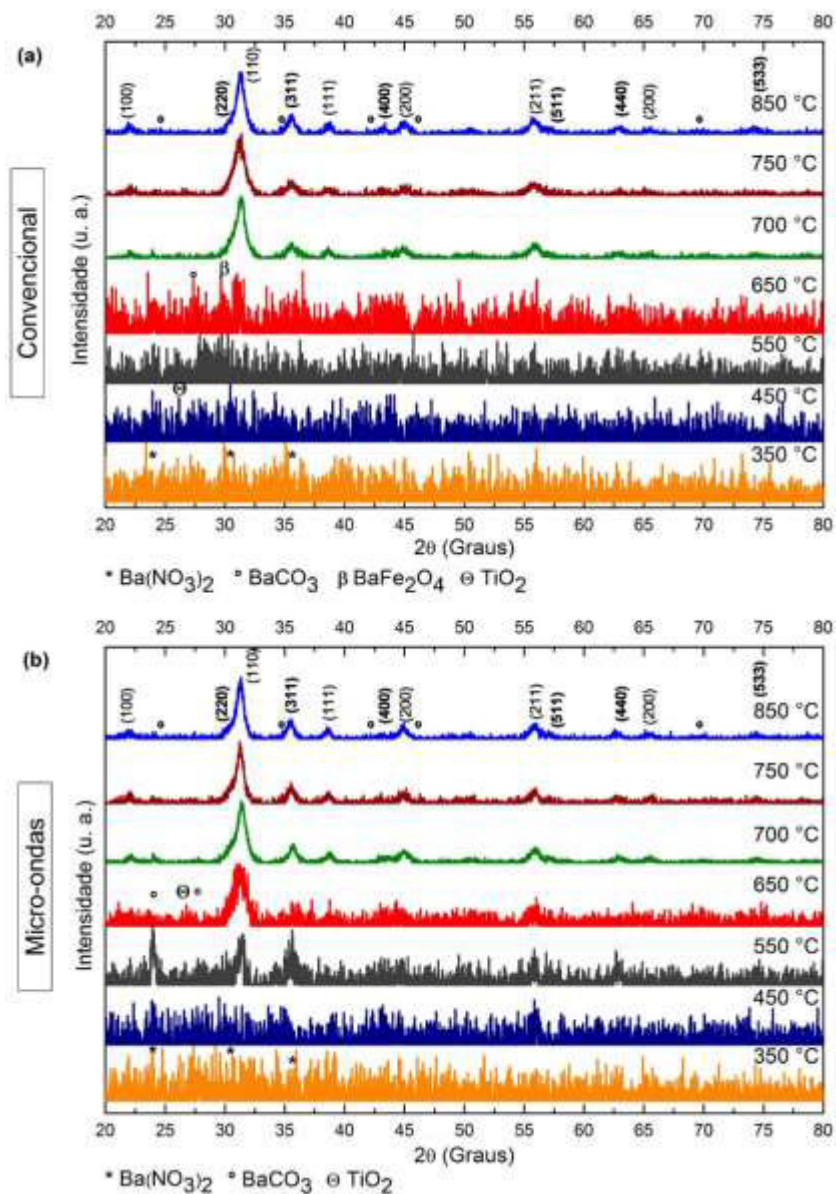 20 25 30 35 40 45 50 55 60 65 70 75 80
(a)
(100) (220) (110) (311) (111) (400) (200) (211) (511) (440) (200) (533)
850 °C
750 °C
700 °C
650 °C
β
550 °C
450 °C
Θ
350 °C
* * *
Convencional
Intensidade (u. a.)
20 25 30 35 40 45 50 55 60 65 70 75 80
2θ (Graus)
* Ba(NO3)2 ° BaCO3 β BaFe2O4 Θ TiO2
20 25 30 35 40 45 50 55 60 65 70 75 80
(b)
(100) (220) (110) (311) (111) (400) (200) (211) (511) (440) (200) (533)
850 °C
750 °C
700 °C
650 °C
Θ
550 °C
450 °C
350 °C
* * *
Micro-ondas
Intensidade (u. a.)
20 25 30 35 40 45 50 55 60 65 70 75 80
2θ (Graus)
* Ba(NO3)2 ° BaCO3 Θ TiO2